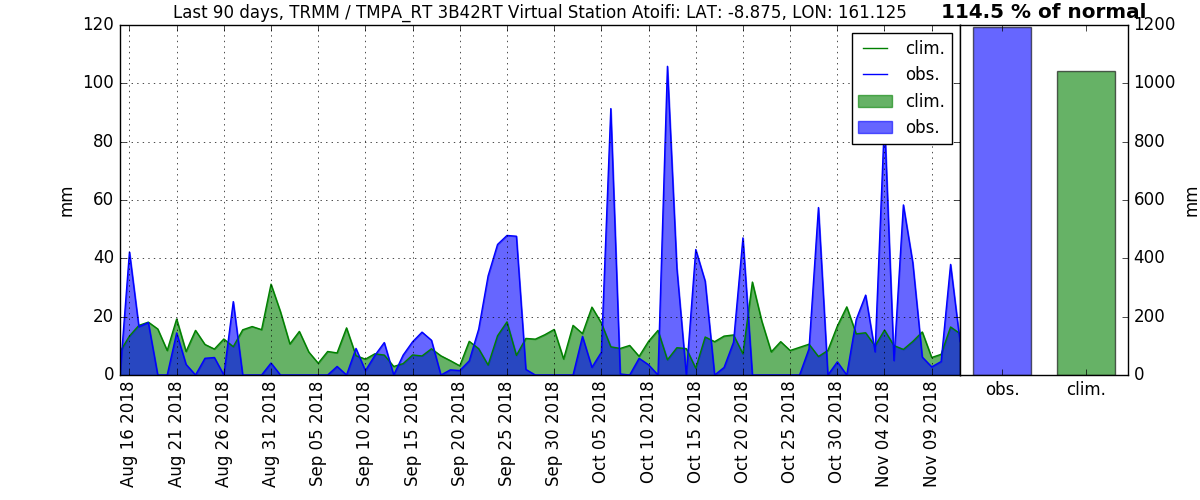 Last 90 days, TRMM / TMPA_RT 3B42RT Virtual Station Atoifi: LAT: -8.875, LON: 161.125
114.5 % of normal
120
100
80
60
40
20
0
mm
clim.
obs.
clim.
obs.
1200
1000
800
600
400
200
0
mm
Aug 16 2018
Aug 21 2018
Aug 26 2018
Aug 31 2018
Sep 05 2018
Sep 10 2018
Sep 15 2018
Sep 20 2018
Sep 25 2018
Sep 30 2018
Oct 05 2018
Oct 10 2018
Oct 15 2018
Oct 20 2018
Oct 25 2018
Oct 30 2018
Nov 04 2018
Nov 09 2018
obs.
clim.